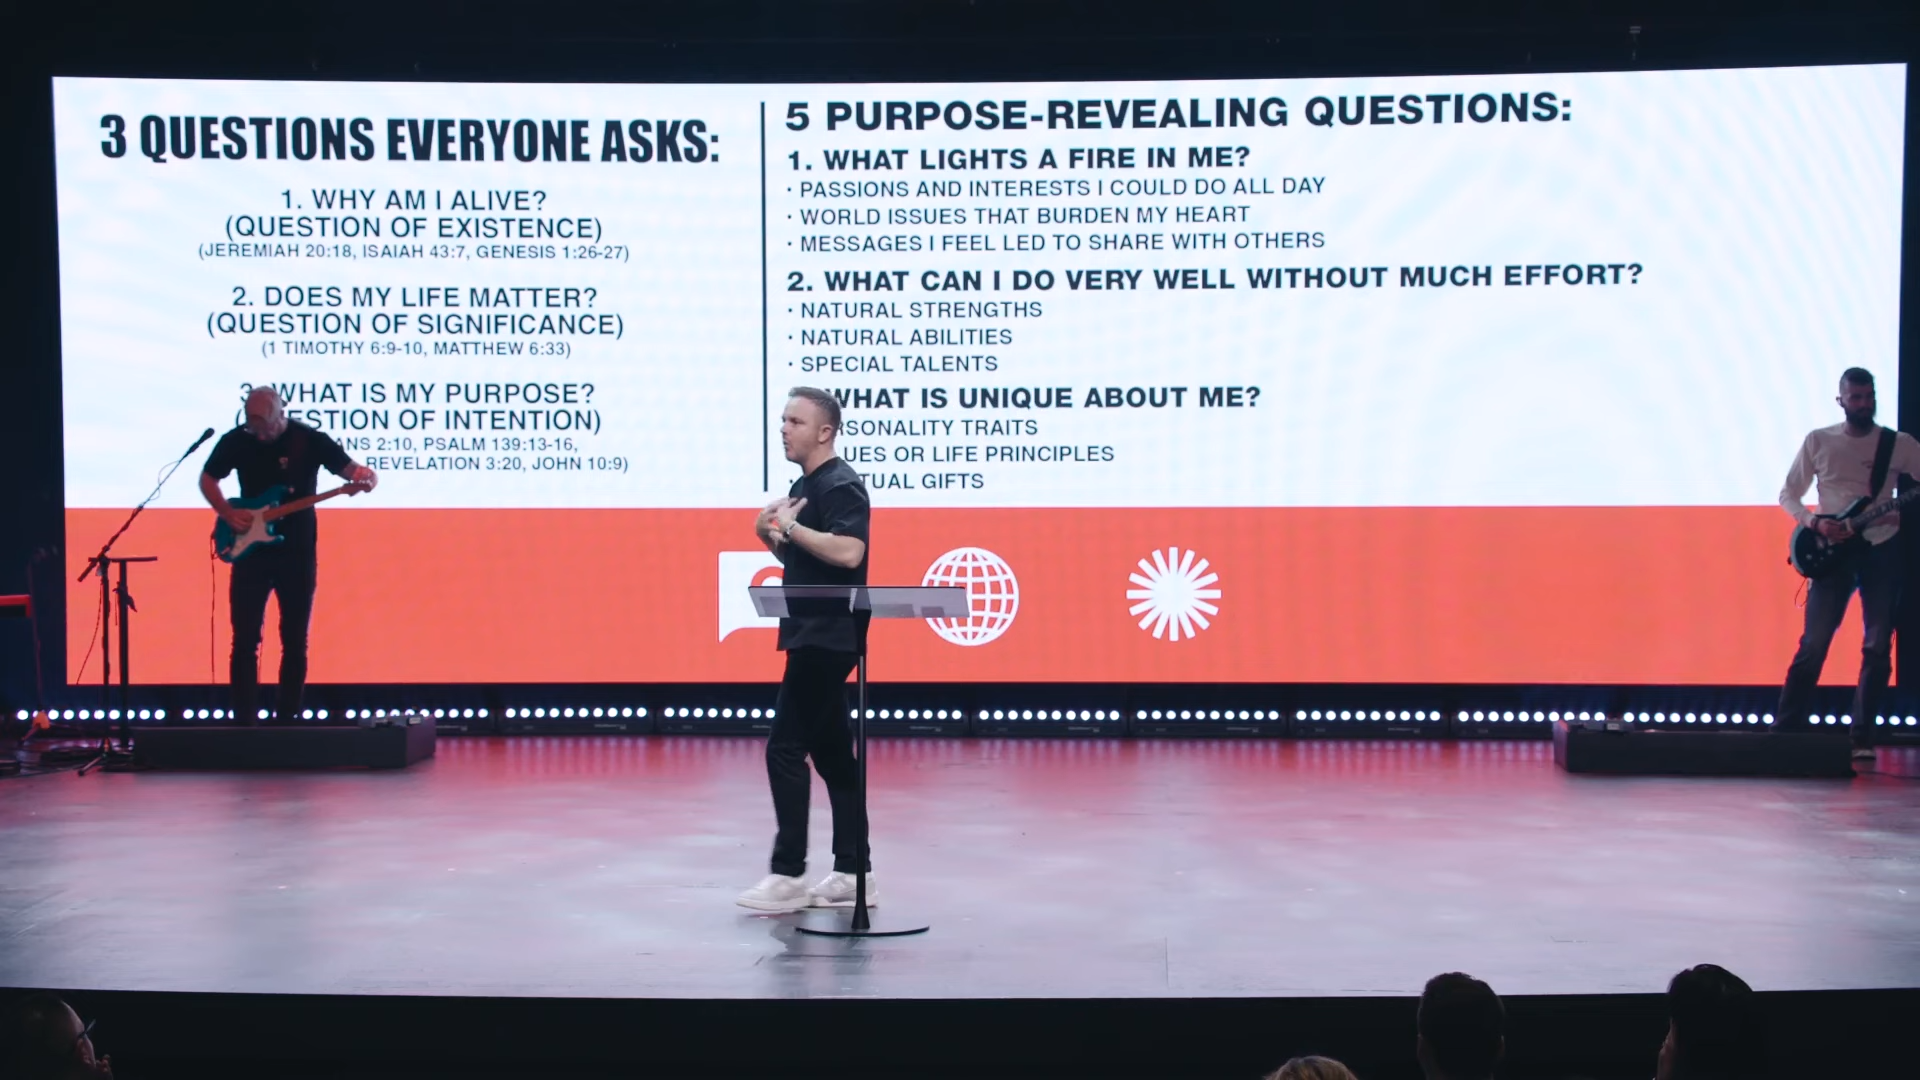 3 QUESTIONS EVERYONE ASKS:
1. WHY AM I ALIVE?
(QUESTION OF EXISTENCE)
(JEREMIAH 20:18, ISAIAH 43:7, GENESIS 1:26-27)
2. DOES MY LIFE MATTER?
(QUESTION OF SIGNIFICANCE)
(1 TIMOTHY 6:9-10, MATTHEW 6:33)
3. WHAT IS MY PURPOSE?
OF INTENTION)
2:10, PSALM 139:13-16,
REVELATION 3:20, JOHN 10:9)
5 PURPOSE-REVEALING QUESTIONS:
1. WHAT LIGHTS A FIRE IN ME?
· PASSIONS AND INTERESTS I COULD DO ALL DAY
· WORLD ISSUES THAT BURDEN MY HEART
· MESSAGES I FEEL LED TO SHARE WITH OTHERS
2. WHAT CAN I DO VERY WELL WITHOUT MUCH EFFORT?
· NATURAL STRENGTHS
· NATURAL ABILITIES
· SPECIAL TALENTS
WHAT IS UNIQUE ABOUT ME?
TRAITS
OR LIFE PRINCIPLES
GIFTS